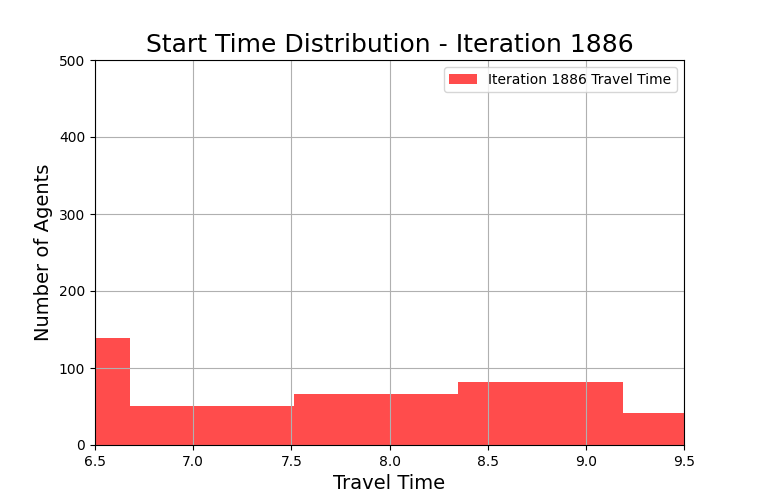 Start Time Distribution - Iteration 1886
Iteration 1886 Travel Time
Number of Agents
500
400
300
200
100
0
6.5 7.0 7.5 8.0 8.5 9.0 9.5
Travel Time